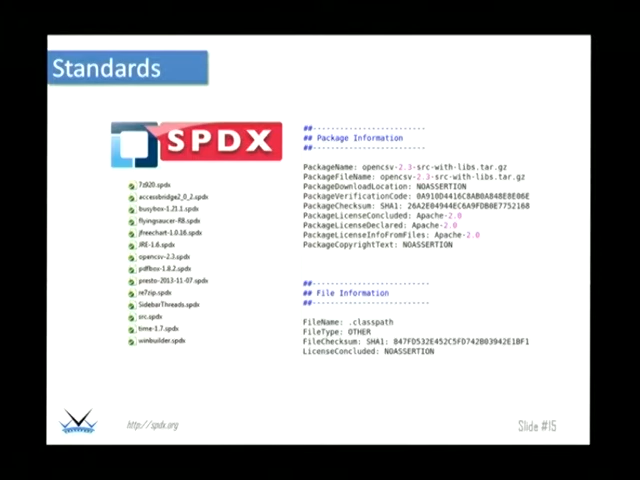 Standards
SPDX
7z920.spdx
accessbridge2_0_2.spdx
busybox-1.21.1.spdx
flyingsaucer-R8.spdx
jfreechart-1.0.16.spdx
JRE-1.6.spdx
opencsv-2.3.spdx
pdfbox-1.8.2.spdx
presto-2013-11-07.spdx
re7zip.spdx
SidebarThreads.spdx
src.spdx
time-1.7.spdx
winbuilder.spdx
##-------------------------
## Package Information
##-------------------------
PackageName: opencsv-2.3-src-with-libs.tar.gz
PackageFileName: opencsv-2.3-src-with-libs.tar.gz
PackageDownloadLocation: NOASSERTION
PackageVerificationCode: 0A910D4416C8AB0A848E8E06E
PackageChecksum: SHA1: 26A2E04944EC6A9FDB8E7752168
PackageLicenseConcluded: Apache-2.0
PackageLicenseDeclared: Apache-2.0
PackageLicenseInfoFromFiles: Apache-2.0
PackageCopyrightText: NOASSERTION
##-------------------------
## File Information
##-------------------------
FileName: .classpath
FileType: OTHER
FileChecksum: SHA1: 847FD532E452C5FD742B03942E1BF1
LicenseConcluded: NOASSERTION
http://spdx.org
Slide #15